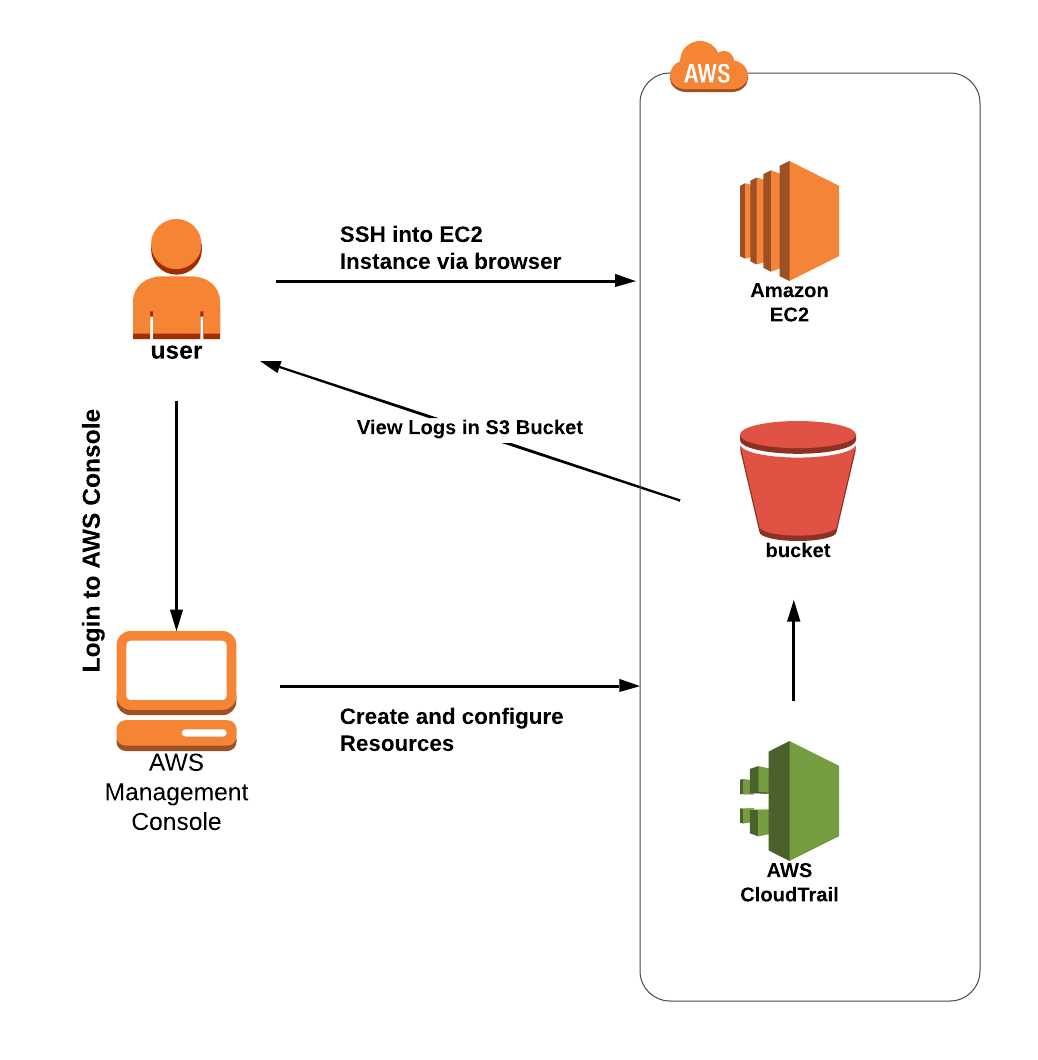 AWS
SSH into EC2
Instance via browser
Amazon
EC2
user
View Logs in S3 Bucket
Login to AWS Console
bucket
Create and configure
Resources
AWS
Management
Console
AWS
CloudTrail